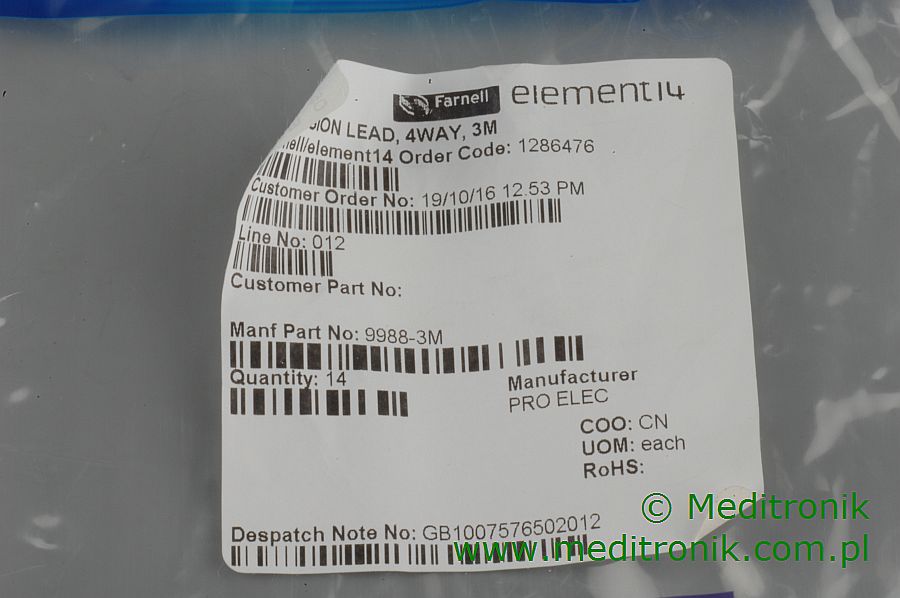 Farnell element14
SION LEAD, 4WAY, 3M
nell/element14 Order Code: 1286476
Customer Order No: 19/10/16 12.53 PM
Line No: 012
Customer Part No:
Manf Part No: 9988-3M
Quantity: 14
Manufacturer
PRO ELEC
COO: CN
UOM: each
RoHS:
© Meditronik
Despatch Note No: GB1007576502012
www.meditronik.com.pl